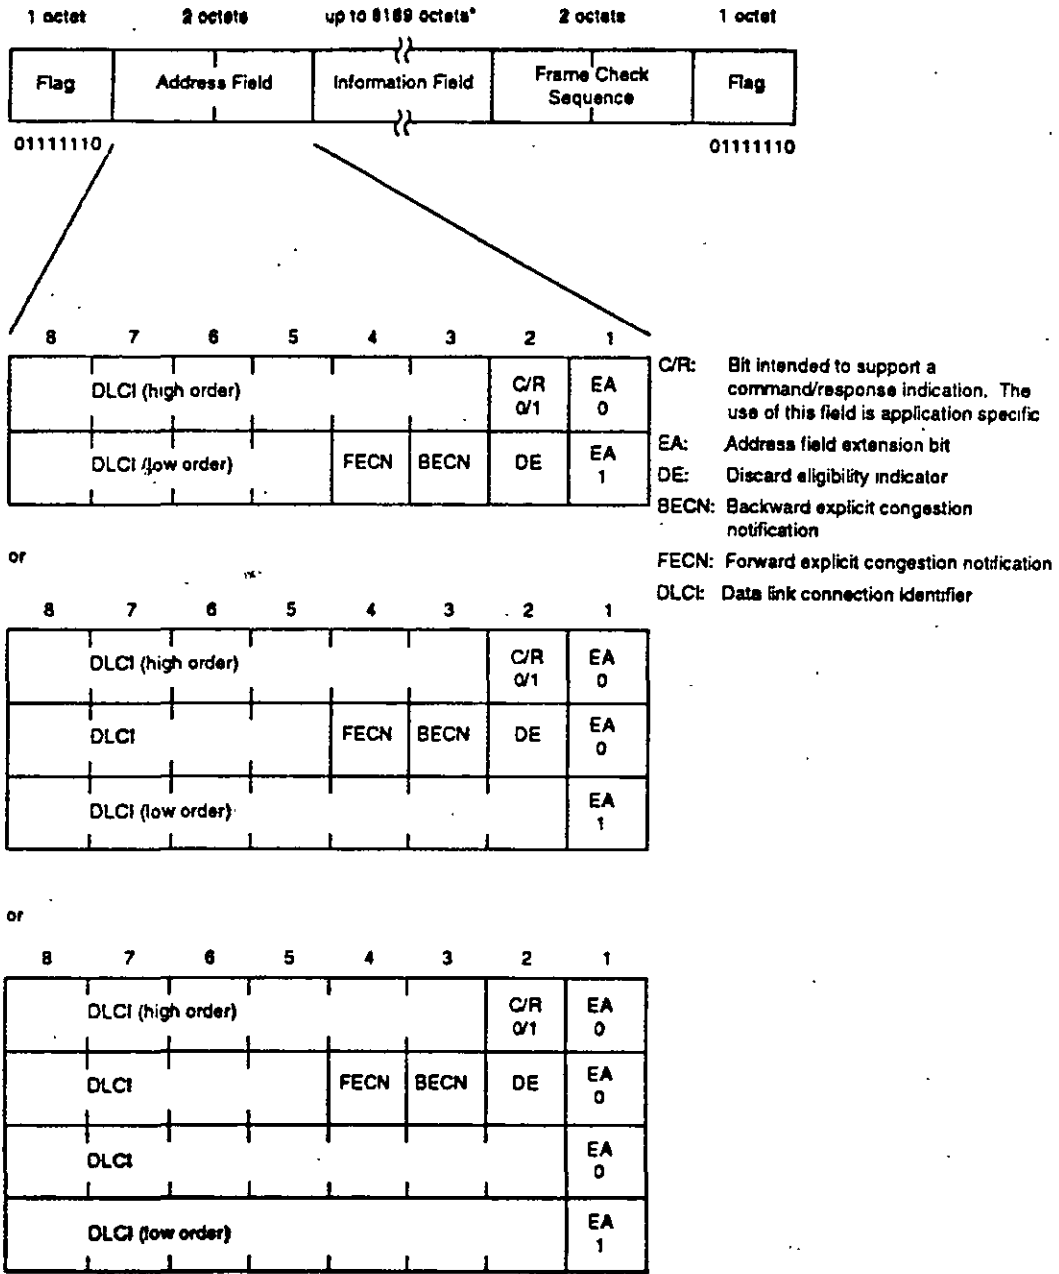 1 octet 2 octets up to 8189 octets* 2 octets 1 octet
Flag Address Field Information Field Frame Check Sequence Flag
01111110 01111110
8 7 6 5 4 3 2 1
DLCI (high order) C/R 0/1 EA 0
DLCI (low order) FECN BECN DE EA 1
C/R: Bit intended to support a
command/response indication. The
use of this field is application specific
EA: Address field extension bit
DE: Discard eligibility indicator
BECN: Backward explicit congestion
notification
FECN: Forward explicit congestion notification
DLCI: Data link connection identifier
or
8 7 6 5 4 3 2 1
DLCI (high order) C/R 0/1 EA 0
DLCI FECN BECN DE EA 0
DLCI (low order) EA 1
or
8 7 6 5 4 3 2 1
DLCI (high order) C/R 0/1 EA 0
DLCI FECN BECN DE EA 0
DLCI EA 0
DLCI (low order) EA 1